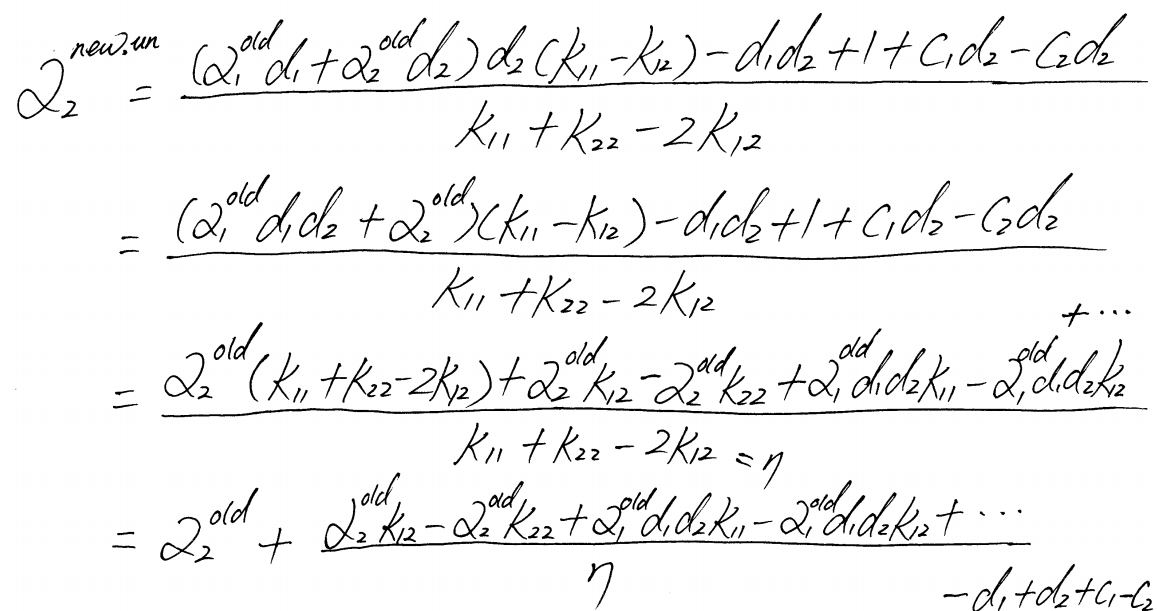 α₂^new.un = ((α₁^old d₁ + α₂^old d₂) d₂ (k₁₁ − k₁₂) − d₁d₂ + 1 + C₁d₂ − C₂d₂) / (k₁₁ + k₂₂ − 2k₁₂)
= ((α₁^old d₁d₂ + α₂^old)(k₁₁ − k₁₂) − d₁d₂ + 1 + C₁d₂ − C₂d₂) / (k₁₁ + k₂₂ − 2k₁₂)
= (α₂^old (k₁₁ + k₂₂ − 2k₁₂) + α₂^old k₁₂ − α₂^old k₂₂ + α₁^old d₁d₂k₁₁ − α₁^old d₁d₂k₁₂ + ···) / (k₁₁ + k₂₂ − 2k₁₂ = η)
= α₂^old + (α₂^old k₁₂ − α₂^old k₂₂ + α₁^old d₁d₂k₁₁ − α₁^old d₁d₂k₁₂ + ···) / η
− d₁ + d₂ + C₁ − C₂